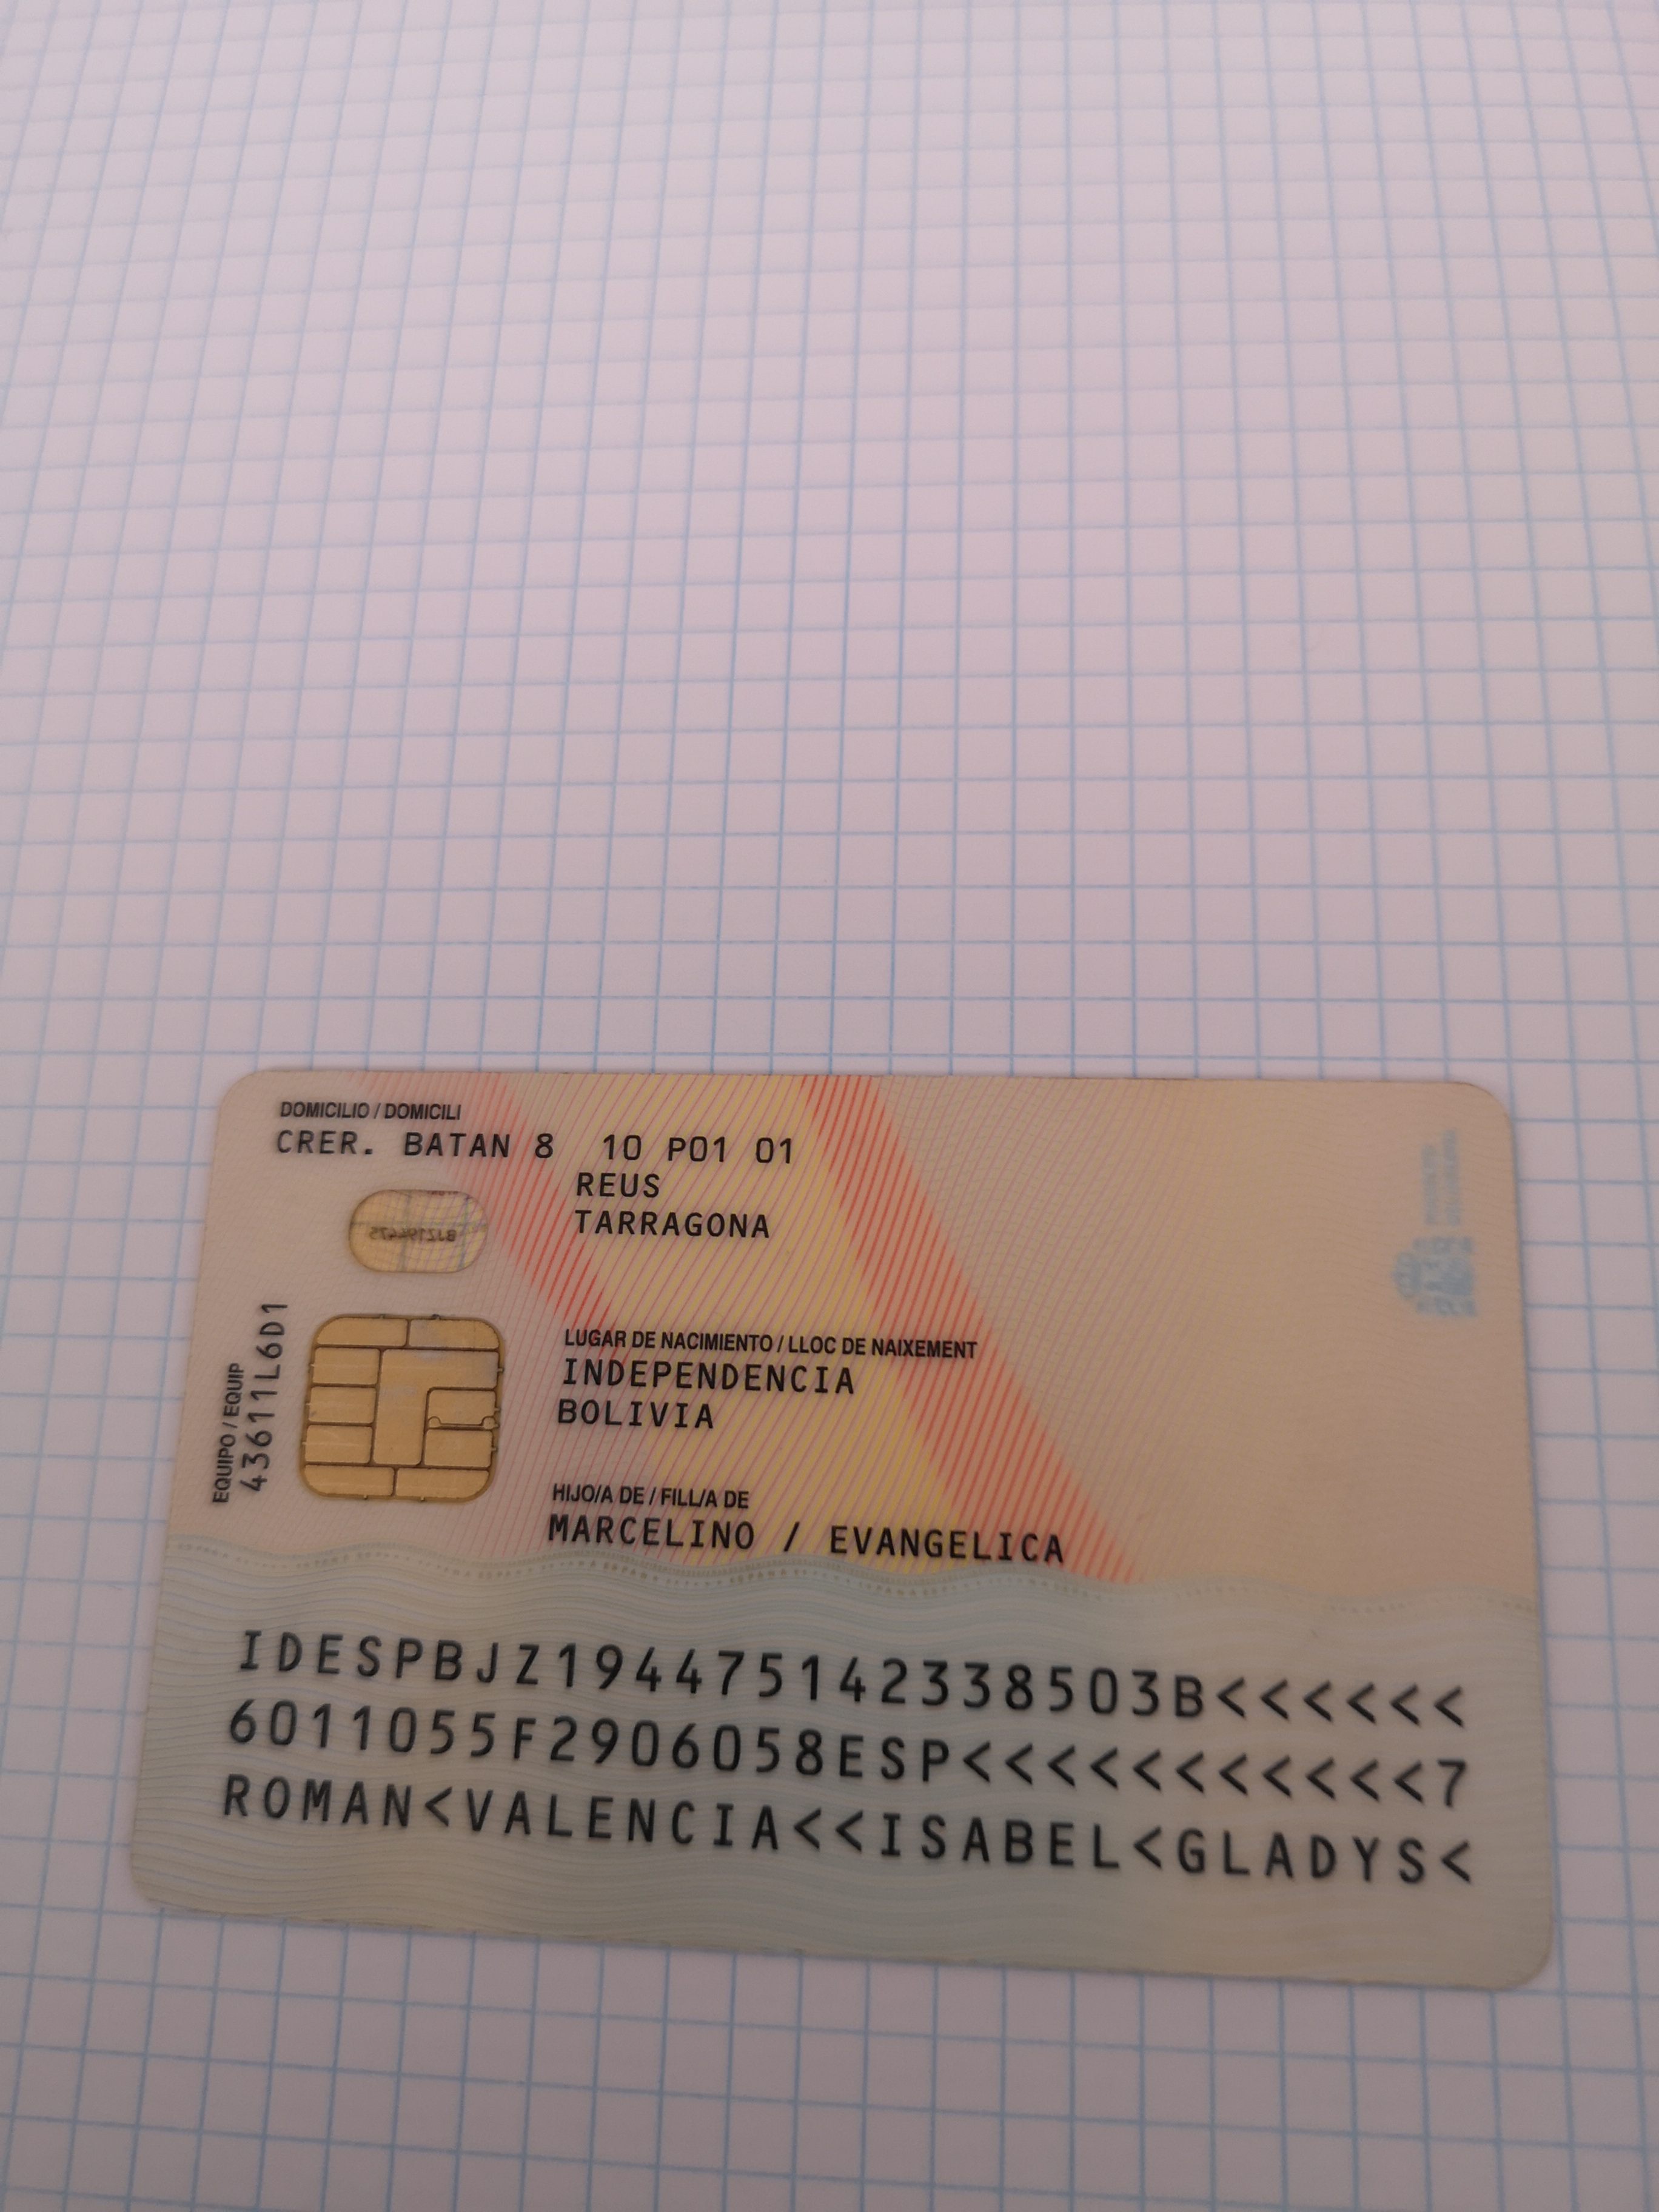 DOMICILIO / DOMICILI
CRER. BATAN 8 10 P01 01
REUS
TARRAGONA
BJZ194475
EQUIPO / EQUIP
43611L6D1
LUGAR DE NACIMIENTO / LLOC DE NAIXEMENT
INDEPENDENCIA
BOLIVIA
HIJO/A DE / FILL/A DE
MARCELINO / EVANGELICA
IDESPBJZ194475142338503B<<<<<<
6011055F2906058ESP<<<<<<<<<<<7
ROMAN<VALENCIA<<ISABEL<GLADYS<